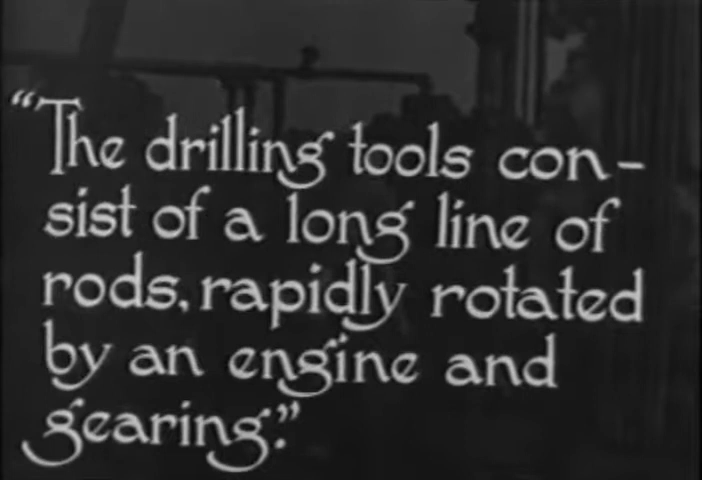 “The drilling tools con-
sist of a long line of
rods, rapidly rotated
by an engine and
gearing.”